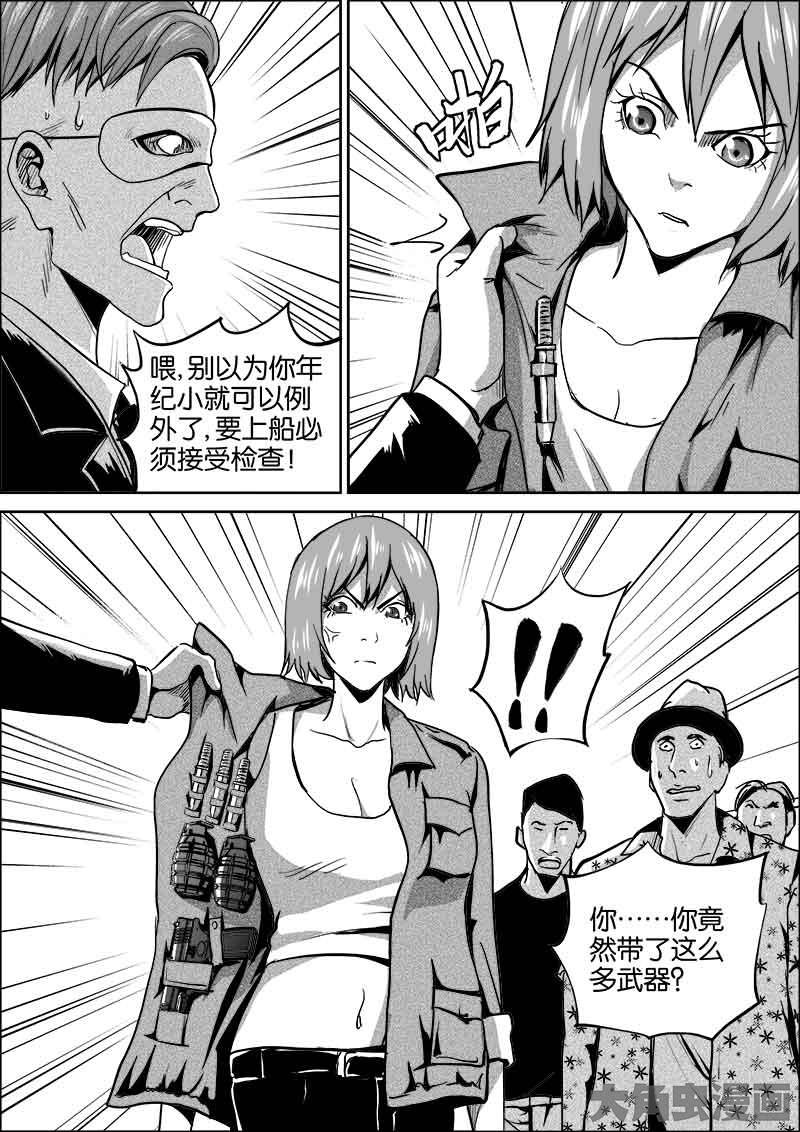 喂,别以为你年
纪小就可以例
外了,要上船必
须接受检查!
啪
!!
你……你竟
然带了这么
多武器?
大角虫漫画